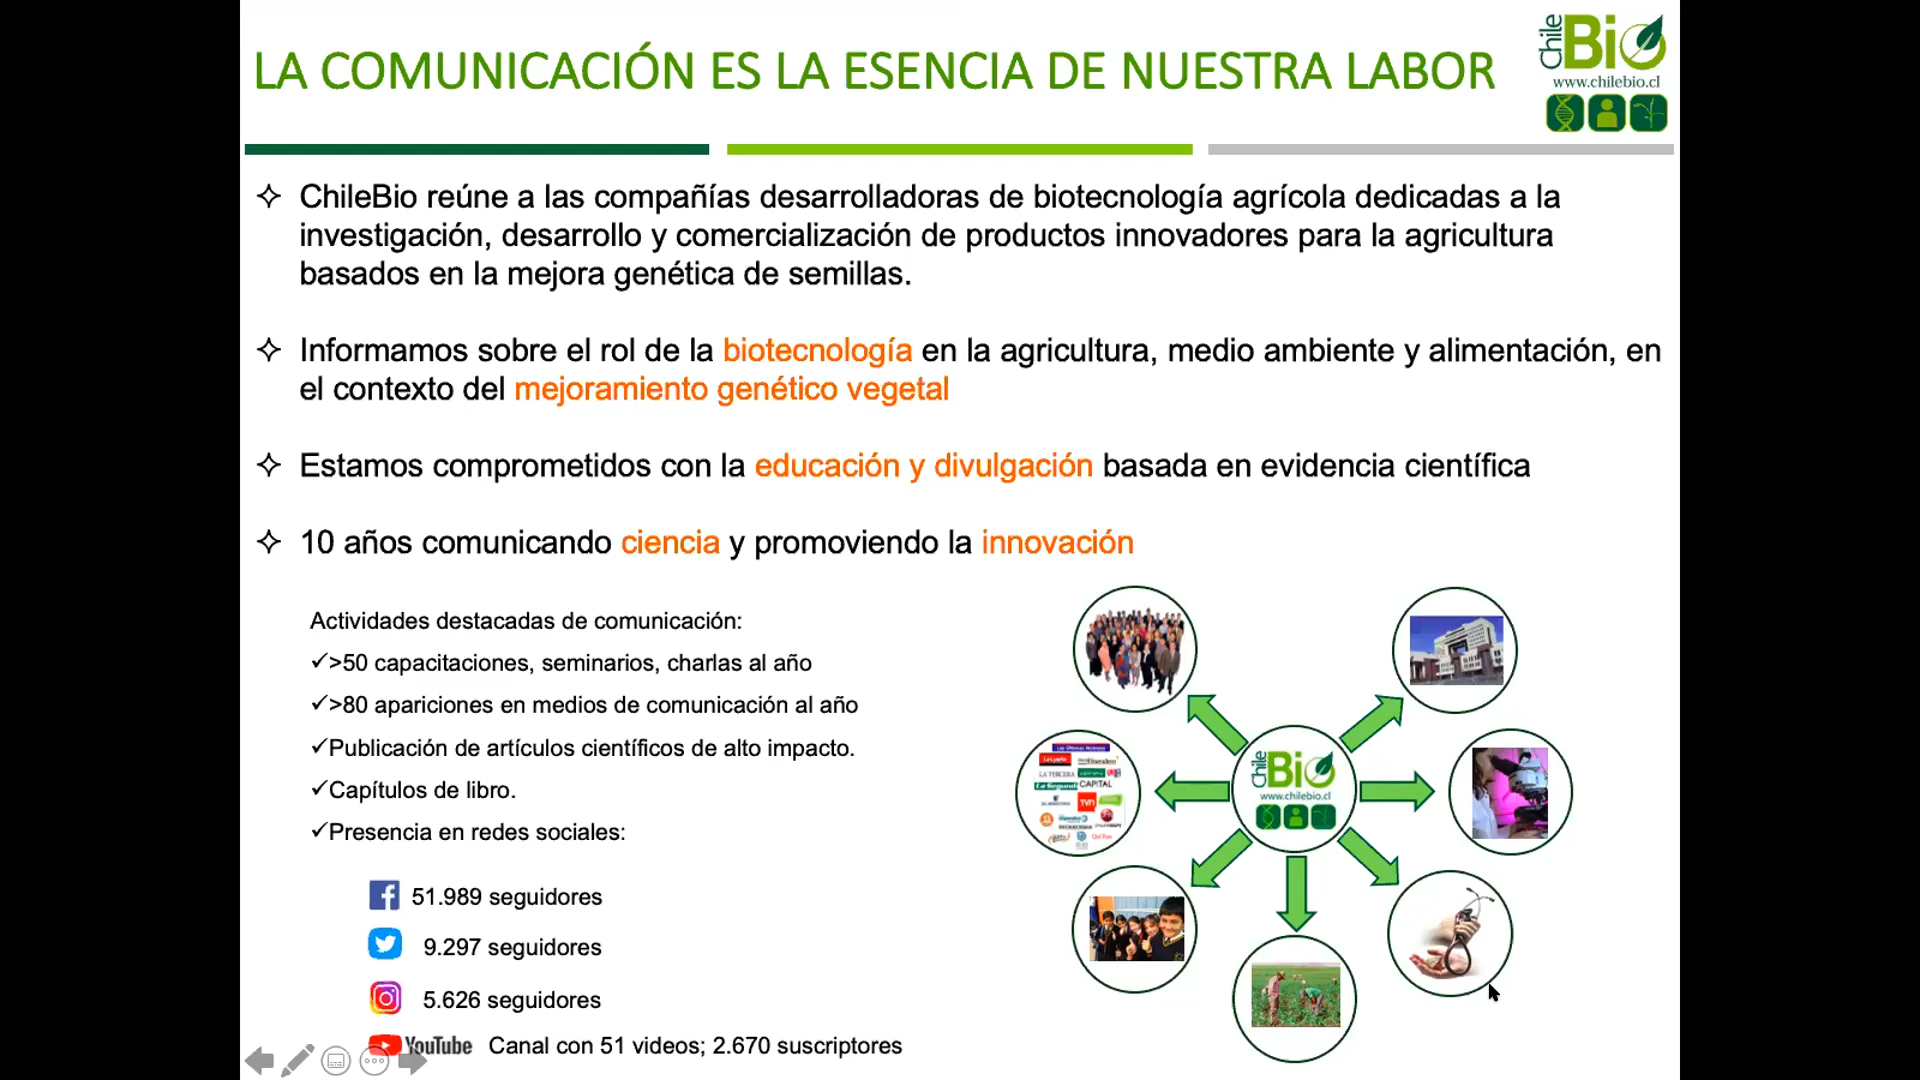 LA COMUNICACIÓN ES LA ESENCIA DE NUESTRA LABOR
Chile
Bio
www.chilebio.cl
ChileBio reúne a las compañías desarrolladoras de biotecnología agrícola dedicadas a la
investigación, desarrollo y comercialización de productos innovadores para la agricultura
basados en la mejora genética de semillas.
Informamos sobre el rol de la biotecnología en la agricultura, medio ambiente y alimentación, en
el contexto del mejoramiento genético vegetal
Estamos comprometidos con la educación y divulgación basada en evidencia científica
10 años comunicando ciencia y promoviendo la innovación
Actividades destacadas de comunicación:
✓>50 capacitaciones, seminarios, charlas al año
✓>80 apariciones en medios de comunicación al año
✓Publicación de artículos científicos de alto impacto.
✓Capítulos de libro.
✓Presencia en redes sociales:
51.989 seguidores
9.297 seguidores
5.626 seguidores
YouTube Canal con 51 videos; 2.670 suscriptores
LA TERCERA
La Segunda
CAPITAL
TVN
Chile
Bio
www.chilebio.cl